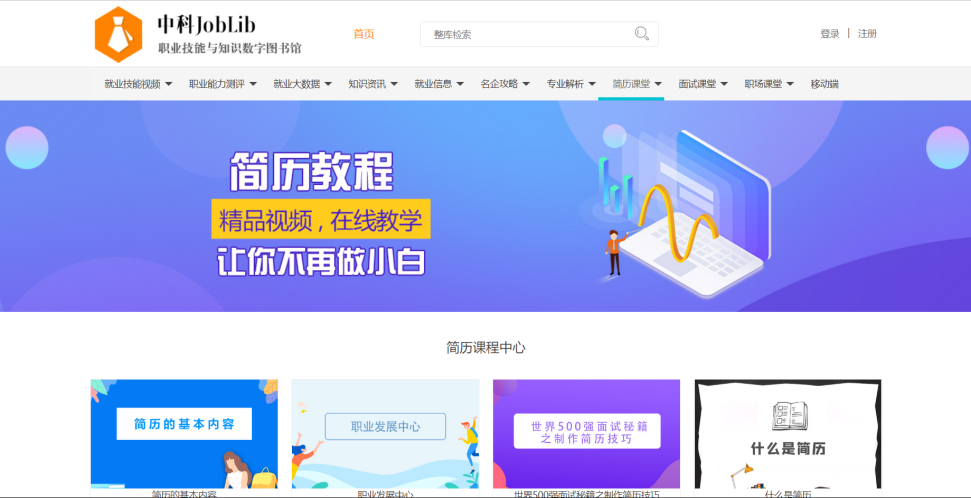 中科JobLib
职业技能与知识数字图书馆
首页
整库检索
登录 | 注册
就业技能视频 职业能力测评 就业大数据 知识资讯 就业信息 名企攻略 专业解析 简历课堂 面试课堂 职场课堂 移动端
简历教程
精品视频,在线教学
让你不再做小白
简历课程中心
简历的基本内容
职业发展中心
世界500强面试秘籍
之制作简历技巧
什么是简历
简历的基本内容
职业发展中心
世界500强面试秘籍之制作简历技巧
什么是简历